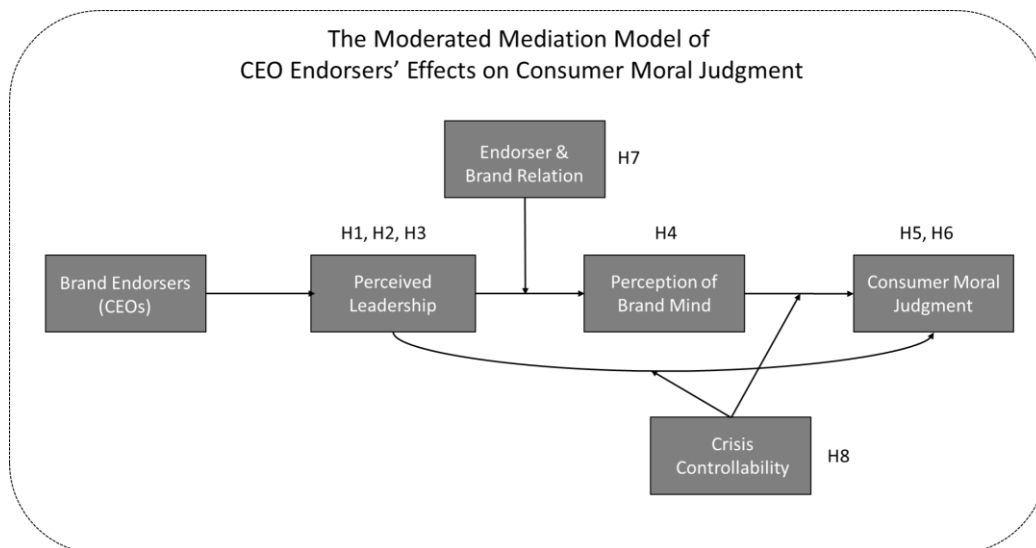 The Moderated Mediation Model of
CEO Endorsers’ Effects on Consumer Moral Judgment
Endorser &
Brand Relation
H7
H1, H2, H3
H4
H5, H6
Brand Endorsers
(CEOs)
Perceived
Leadership
Perception of
Brand Mind
Consumer Moral
Judgment
Crisis
Controllability
H8